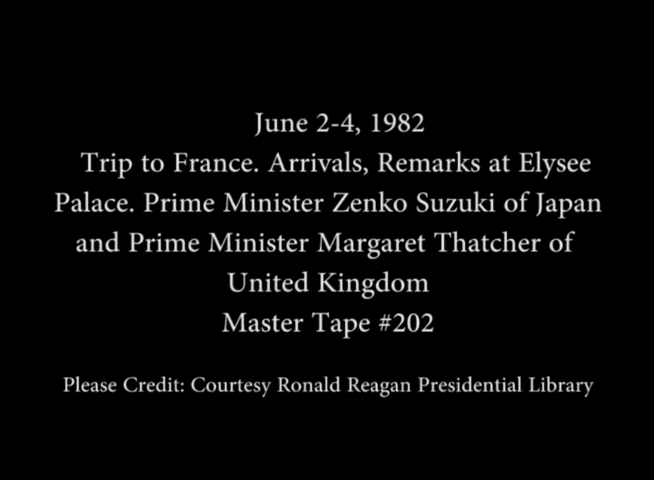 June 2-4, 1982
Trip to France. Arrivals, Remarks at Elysee
Palace. Prime Minister Zenko Suzuki of Japan
and Prime Minister Margaret Thatcher of
United Kingdom
Master Tape #202
Please Credit: Courtesy Ronald Reagan Presidential Library